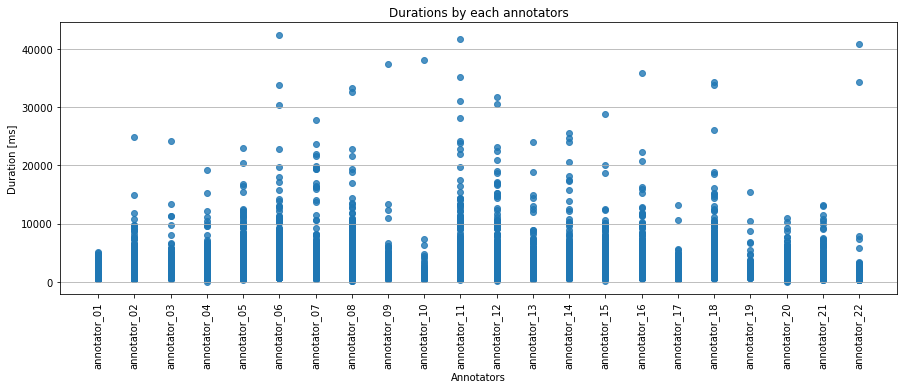 Durations by each annotators
Duration [ms]
40000
30000
20000
10000
0
annotator_01
annotator_02
annotator_03
annotator_04
annotator_05
annotator_06
annotator_07
annotator_08
annotator_09
annotator_10
annotator_11
annotator_12
annotator_13
annotator_14
annotator_15
annotator_16
annotator_17
annotator_18
annotator_19
annotator_20
annotator_21
annotator_22
Annotators